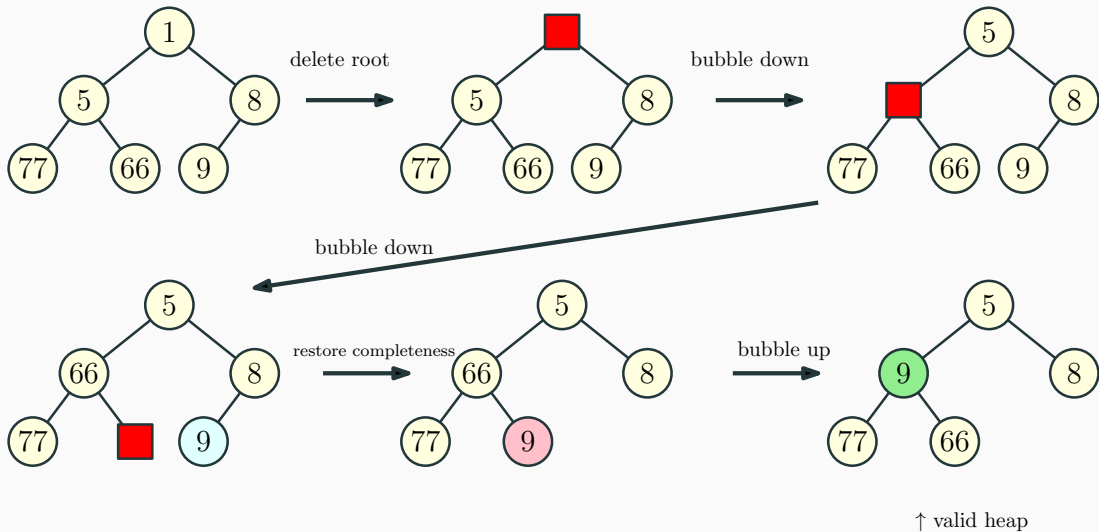 1
delete root
bubble down
5
5 8
5 8
8
77 66 9
77 66 9
77 66 9
bubble down
5
5
5
restore completeness
bubble up
66 8
66 8
9 8
77 9
77 9
77 66
↑ valid heap